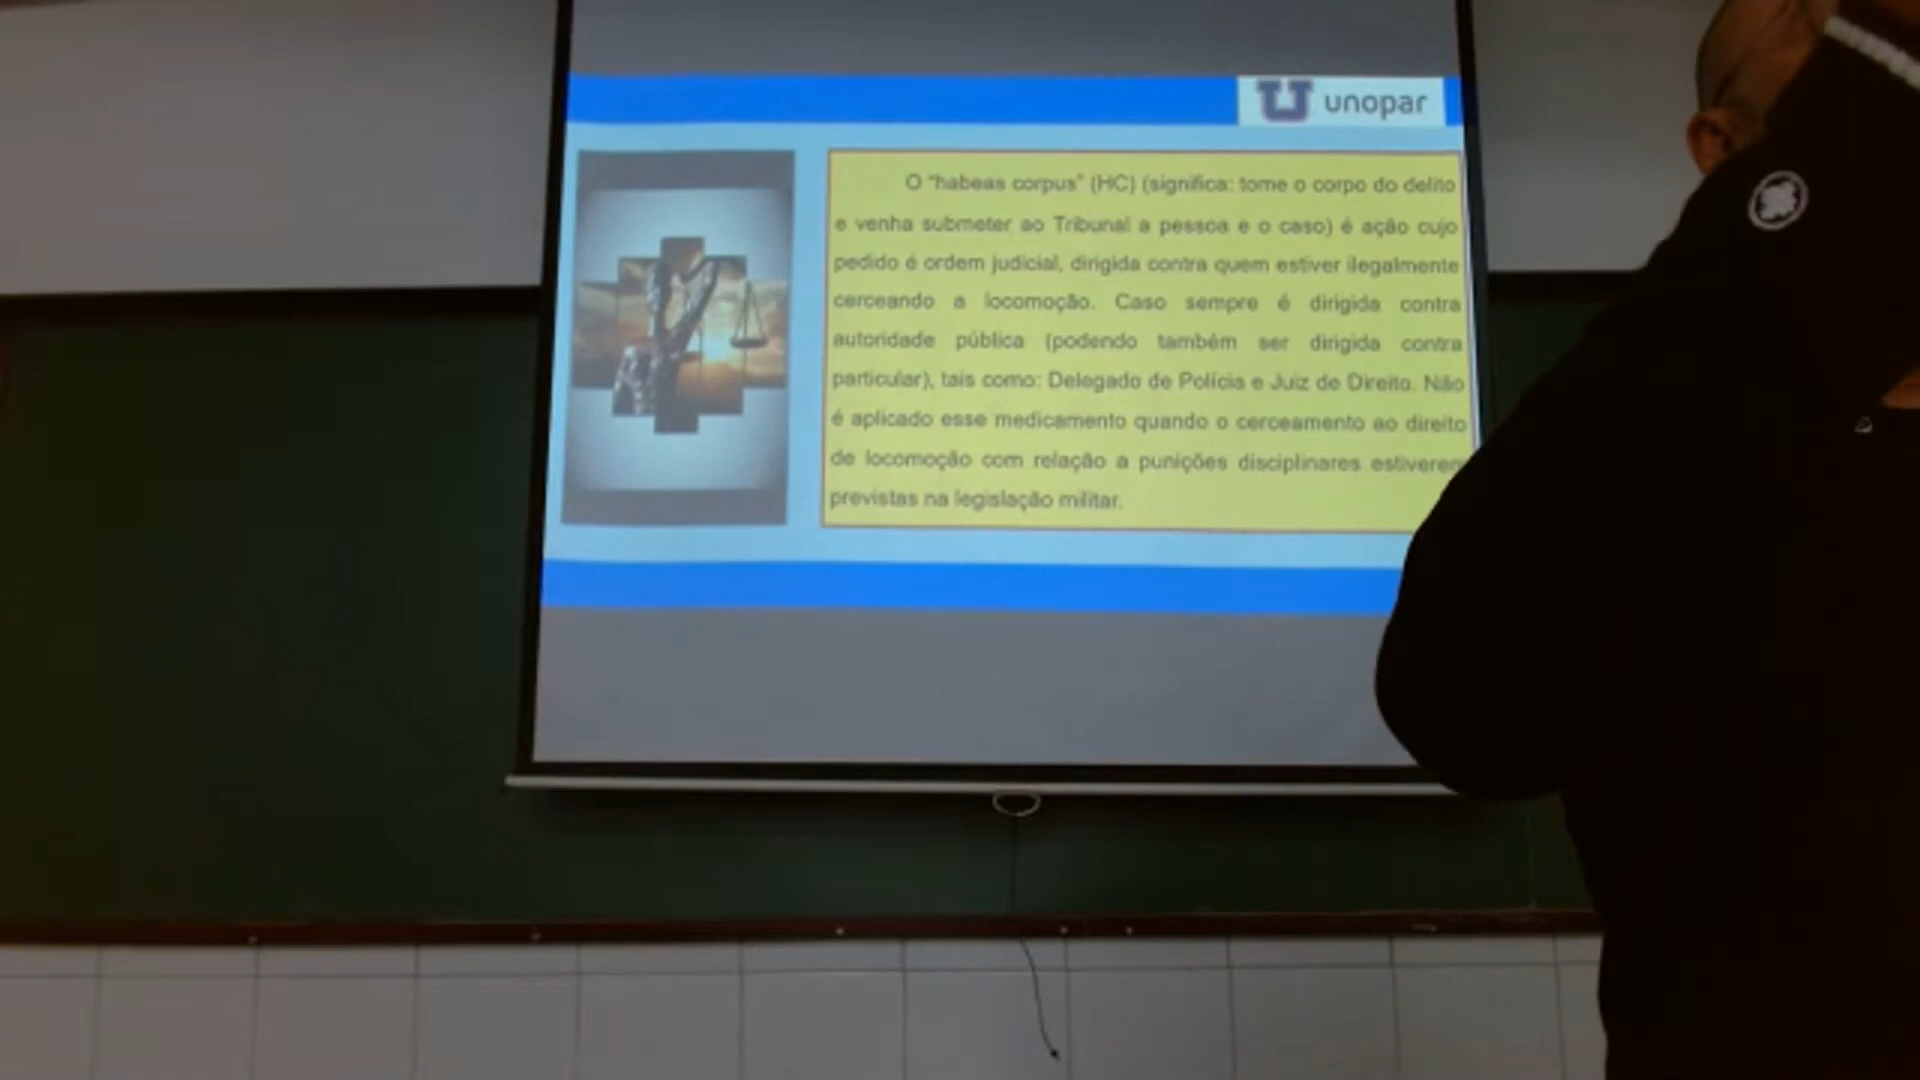 unopar
O "habeas corpus" (HC) (significa: tome o corpo do delito
e venha submeter ao Tribunal a pessoa e o caso) é ação cujo
pedido é ordem judicial, dirigida contra quem estiver ilegalmente
cerceando a locomoção. Caso sempre é dirigida contra
autoridade pública (podendo também ser dirigida contra
particular), tais como: Delegado de Polícia e Juiz de Direito. Não
é aplicado esse medicamento quando o cerceamento ao direito
de locomoção com relação a punições disciplinares estiverem
previstas na legislação militar.